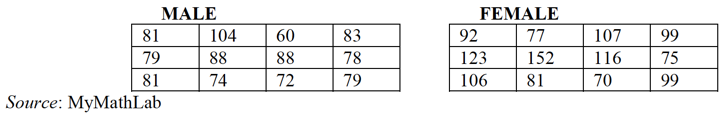 MALE FEMALE
81 104 60 83 92 77 107 99
79 88 88 78 123 152 116 75
81 74 72 79 106 81 70 99
Source: MyMathLab